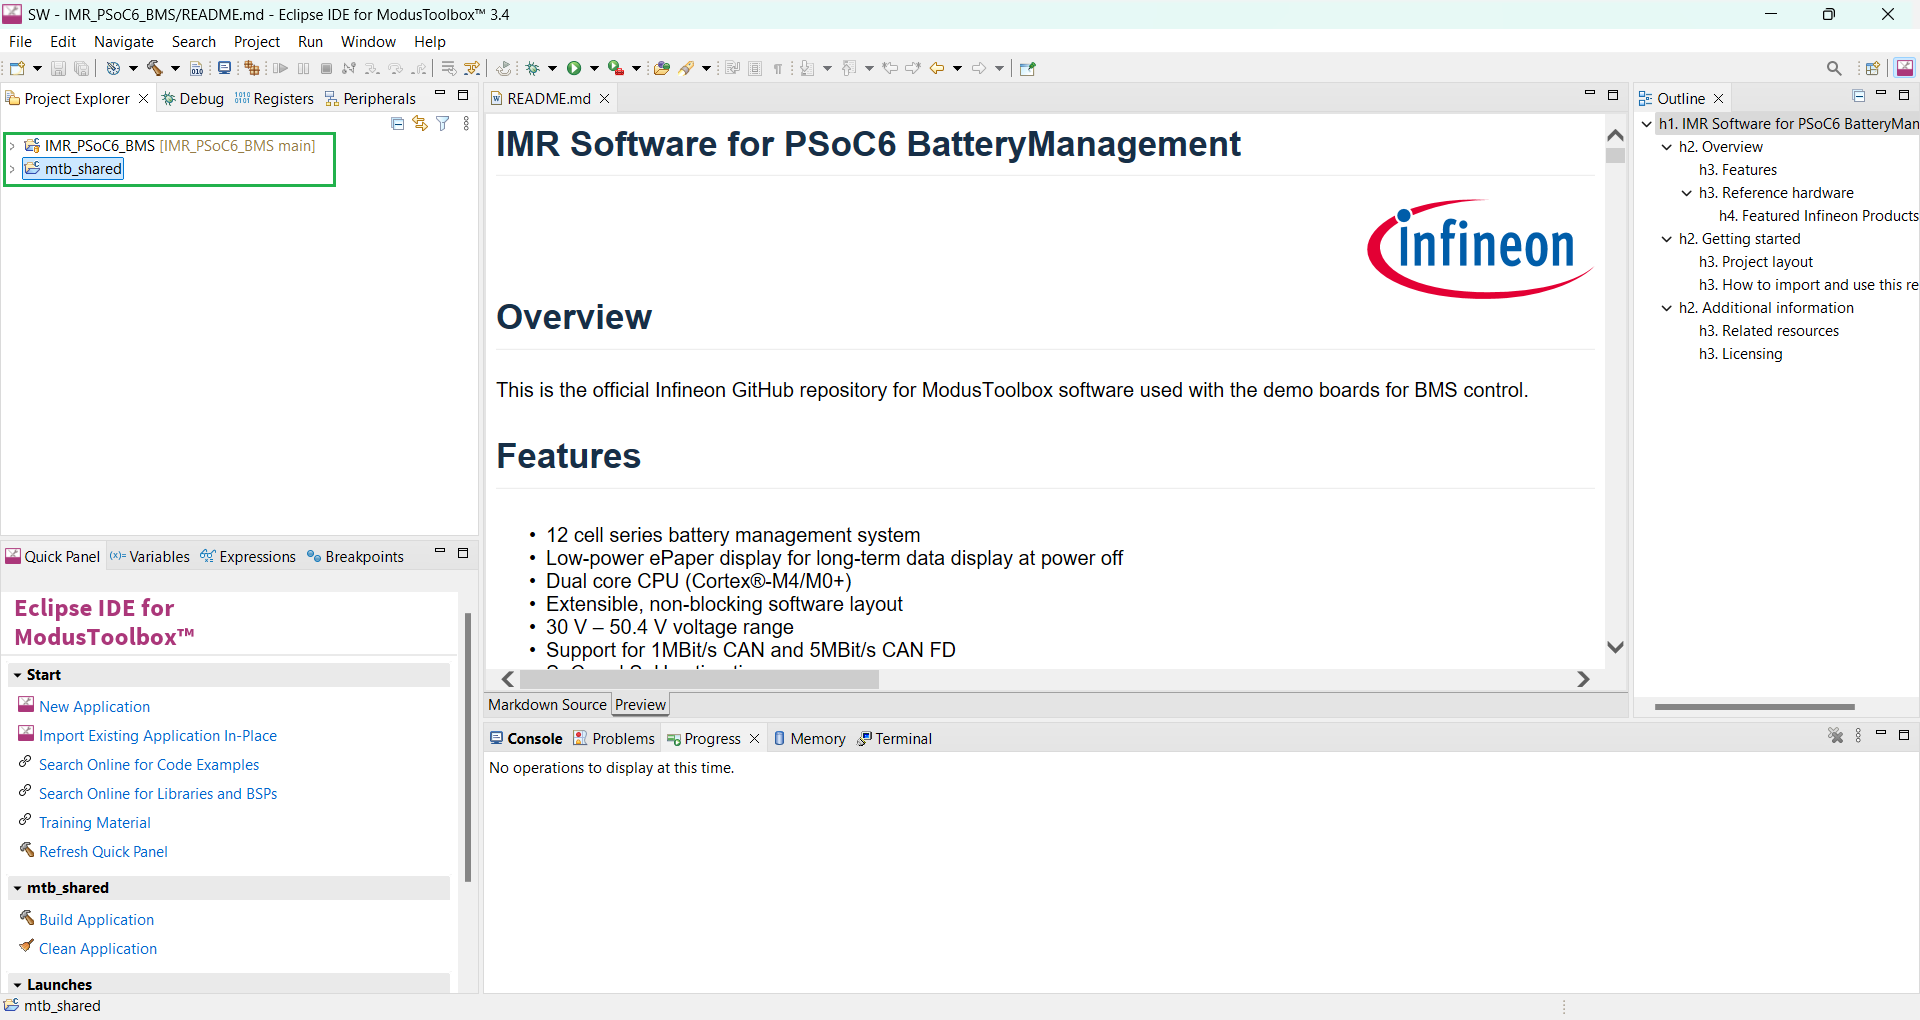 SW - IMR_PSoC6_BMS/README.md - Eclipse IDE for ModusToolbox™ 3.4
File Edit Navigate Search Project Run Window Help
Project Explorer Debug Registers Peripherals
IMR_PSoC6_BMS [IMR_PSoC6_BMS main]
mtb_shared
README.md
IMR Software for PSoC6 BatteryManagement
infineon
Overview
This is the official Infineon GitHub repository for ModusToolbox software used with the demo boards for BMS control.
Features
• 12 cell series battery management system
• Low-power ePaper display for long-term data display at power off
• Dual core CPU (Cortex®-M4/M0+)
• Extensible, non-blocking software layout
• 30 V – 50.4 V voltage range
• Support for 1MBit/s CAN and 5MBit/s CAN FD
Markdown Source Preview
Outline
h1. IMR Software for PSoC6 BatteryMan
h2. Overview
h3. Features
h3. Reference hardware
h4. Featured Infineon Products
h2. Getting started
h3. Project layout
h3. How to import and use this re
h2. Additional information
h3. Related resources
h3. Licensing
Quick Panel Variables Expressions Breakpoints
Eclipse IDE for
ModusToolbox™
Start
New Application
Import Existing Application In-Place
Search Online for Code Examples
Search Online for Libraries and BSPs
Training Material
Refresh Quick Panel
mtb_shared
Build Application
Clean Application
Launches
Console Problems Progress Memory Terminal
No operations to display at this time.
mtb_shared